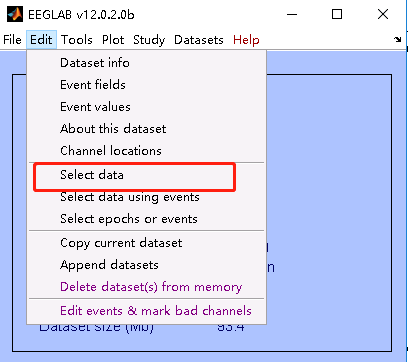 EEGLAB v12.0.2.0b
File Edit Tools Plot Study Datasets Help
Dataset info
Event fields
Event values
About this dataset
Channel locations
Select data
Select data using events
Select epochs or events
Copy current dataset
Append datasets
Delete dataset(s) from memory
Edit events & mark bad channels
Dataset size (Mb) 93.4